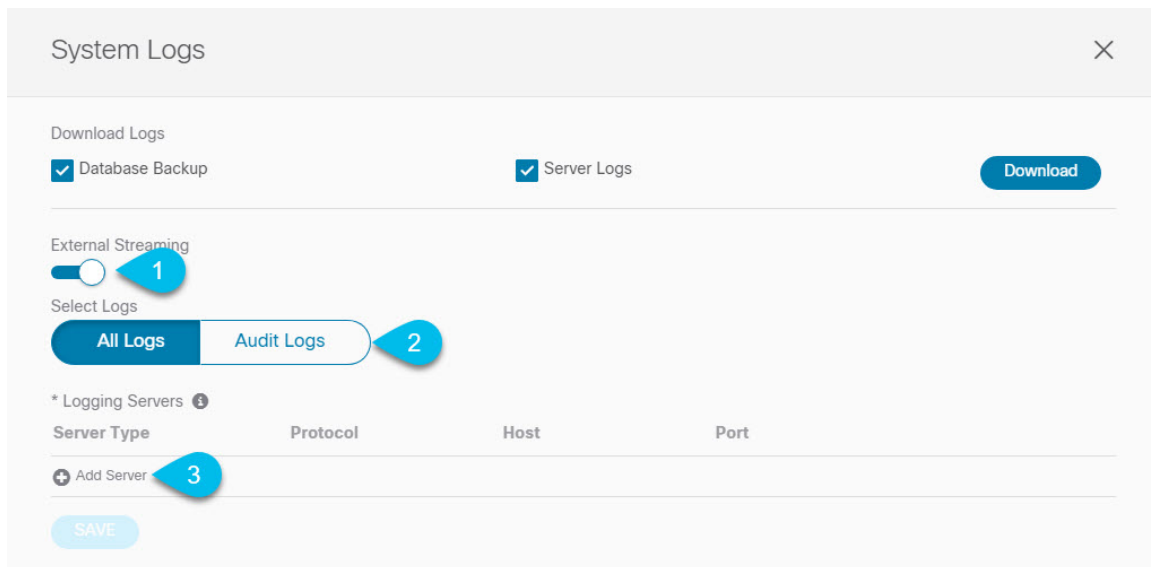 System Logs
Download Logs
Database Backup
Server Logs
Download
External Streaming
1
Select Logs
All Logs
Audit Logs
2
* Logging Servers
Server Type Protocol Host Port
Add Server
3
SAVE